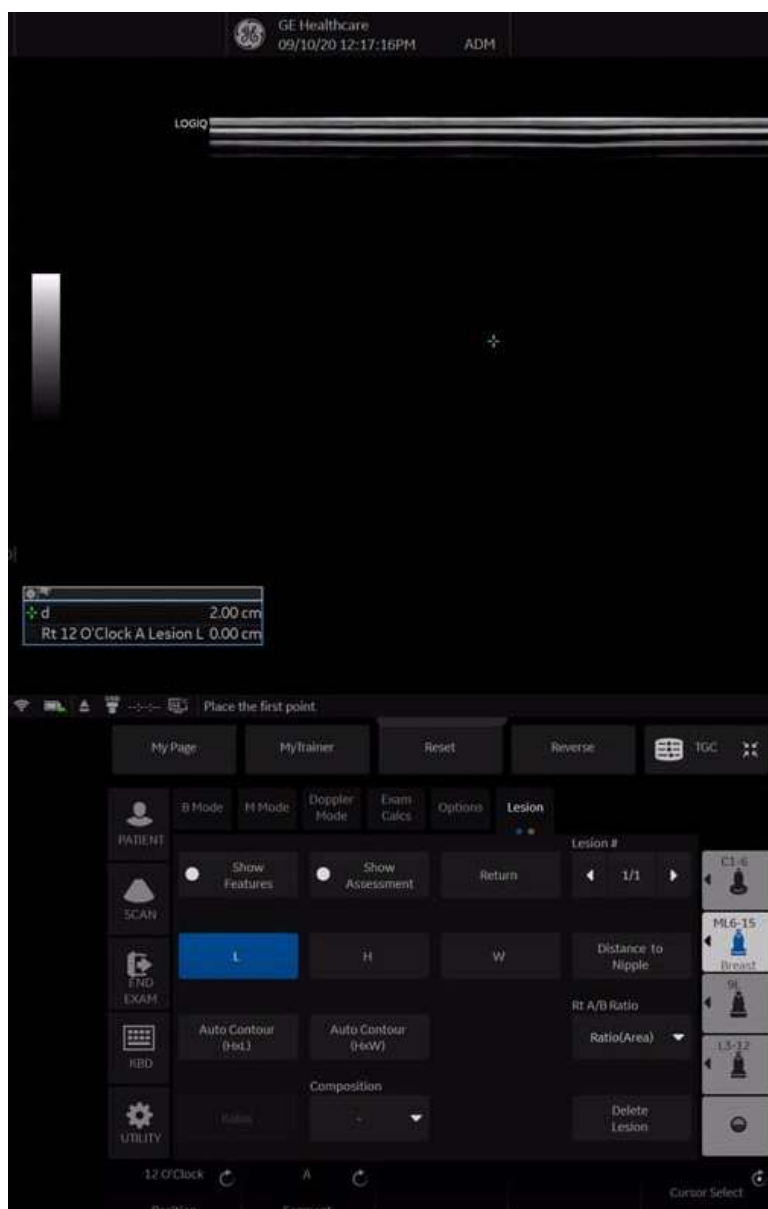 GE Healthcare
09/10/20 12:17:16PM ADM
LOGIQ
d 2.00 cm
Rt 12 O'Clock A Lesion L 0.00 cm
Place the first point
My Page MyTrainer Reset Reverse TGC
B Mode M Mode Doppler Mode Exam Calcs Options Lesion
PATIENT
Lesion #
Show Features Show Assessment Return 1/1
C1-6
SCAN
ML6-15
L H W Distance to Nipple
Breast
END EXAM
9L
Rt A/B Ratio
Auto Contour (HxL) Auto Contour (HxW) Ratio(Area)
KBD
L3-12
Composition
Ratio - Delete Lesion
UTILITY
12 O'Clock A
Cursor Select
Position Segment